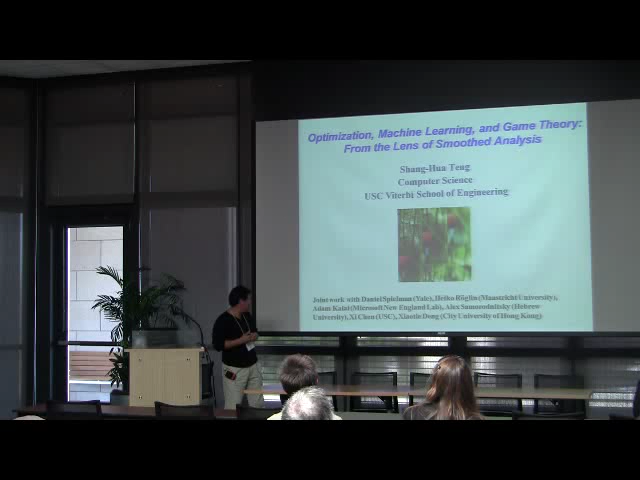 Optimization, Machine Learning, and Game Theory:
From the Lens of Smoothed Analysis
Shang-Hua Teng
Computer Science
USC Viterbi School of Engineering
Joint work with Daniel Spielman (Yale), Heiko Röglin (Maastricht University),
Adam Kalai (Microsoft New England Lab), Alex Samorodnitsky (Hebrew
University), Xi Chen (USC), Xiaotie Deng (City University of Hong Kong)